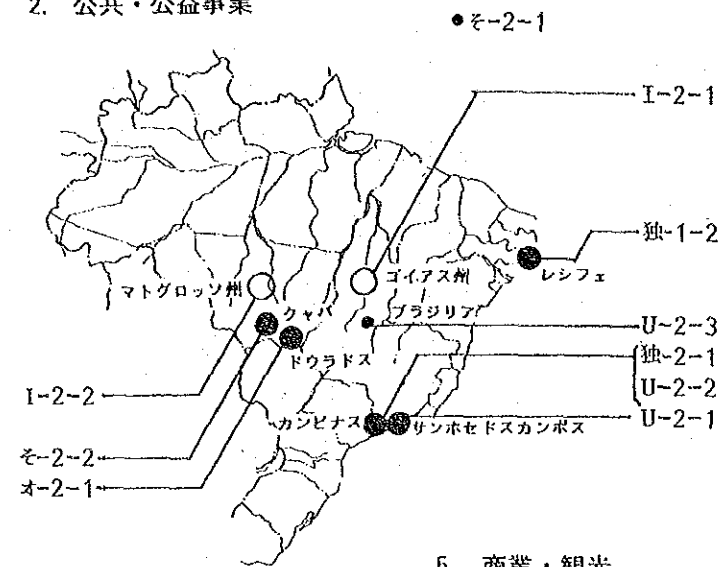 2. 公共・公益事業
●そ-2-1
I-2-1
独-1-2
レシフェ
マトグロッソ州
ゴイアス州
クャバ
ブラジリア
U-2-3
ドウラドス
独-2-1
U-2-2
I-2-2
カンピナス
サンホセドスカンポス
U-2-1
そ-2-2
オ-2-1
5. 商業・観光